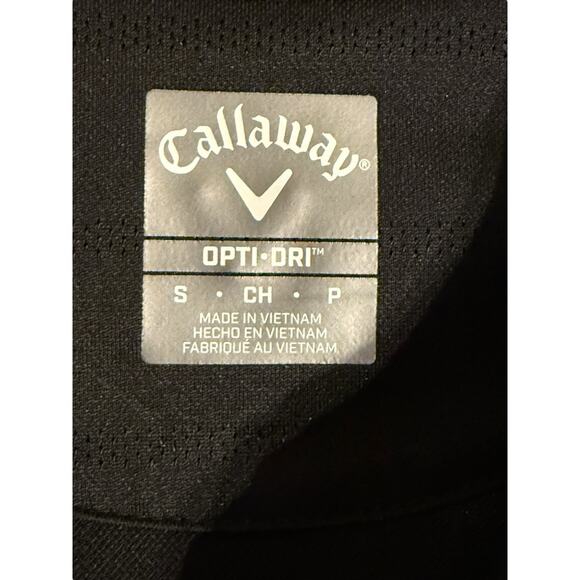 Callaway®
OPTI•DRI™
S • CH • P
MADE IN VIETNAM
HECHO EN VIETNAM
FABRIQUÉ AU VIETNAM